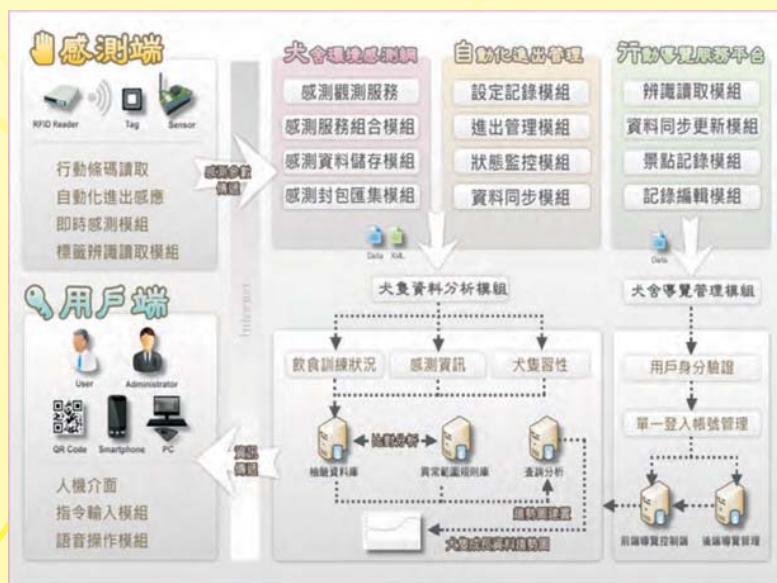 感測端
RFID Reader
Tag
Sensor
行動條碼讀取
自動化進出感應
即時感測模組
標籤辨識讀取模組
感測參數
傳遞
用戶端
User
Administrator
QR Code
Smartphone
PC
人機介面
指令輸入模組
語音操作模組
資訊
傳遞
Internet
犬舍環境感測網
感測觀測服務
感測服務組合模組
感測資料儲存模組
感測封包匯集模組
自動化進出管理
設定記錄模組
進出管理模組
狀態監控模組
資料同步模組
行動導覽服務平台
辨識讀取模組
資料同步更新模組
景點記錄模組
記錄編輯模組
Data
XML
Data
犬隻資料分析模組
飲食訓練狀況
感測資訊
犬隻習性
檢驗資料庫
比對分析
異常範圍規則庫
查詢分析
趨勢圖建置
犬隻成長資料趨勢圖
犬舍導覽管理模組
用戶身分驗證
單一登入帳號管理
前端導覽控制端
後端導覽管理